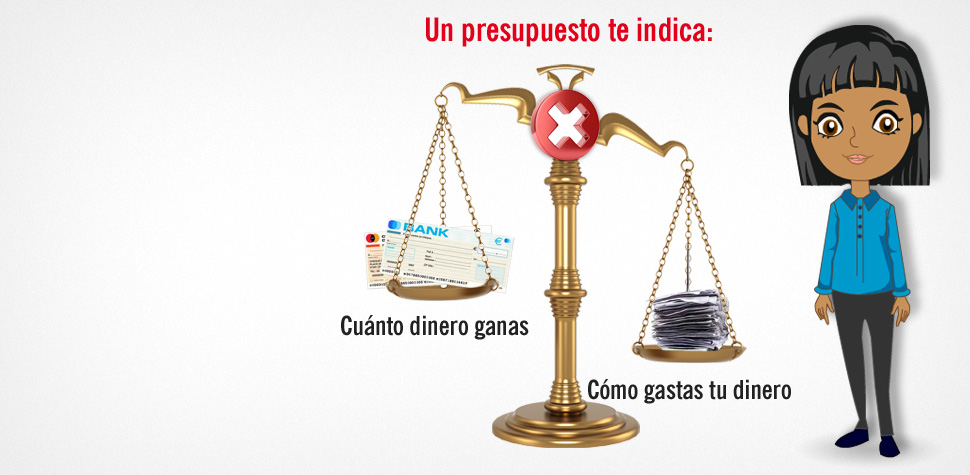 Un presupuesto te indica:
BANK
Cuánto dinero ganas
Cómo gastas tu dinero